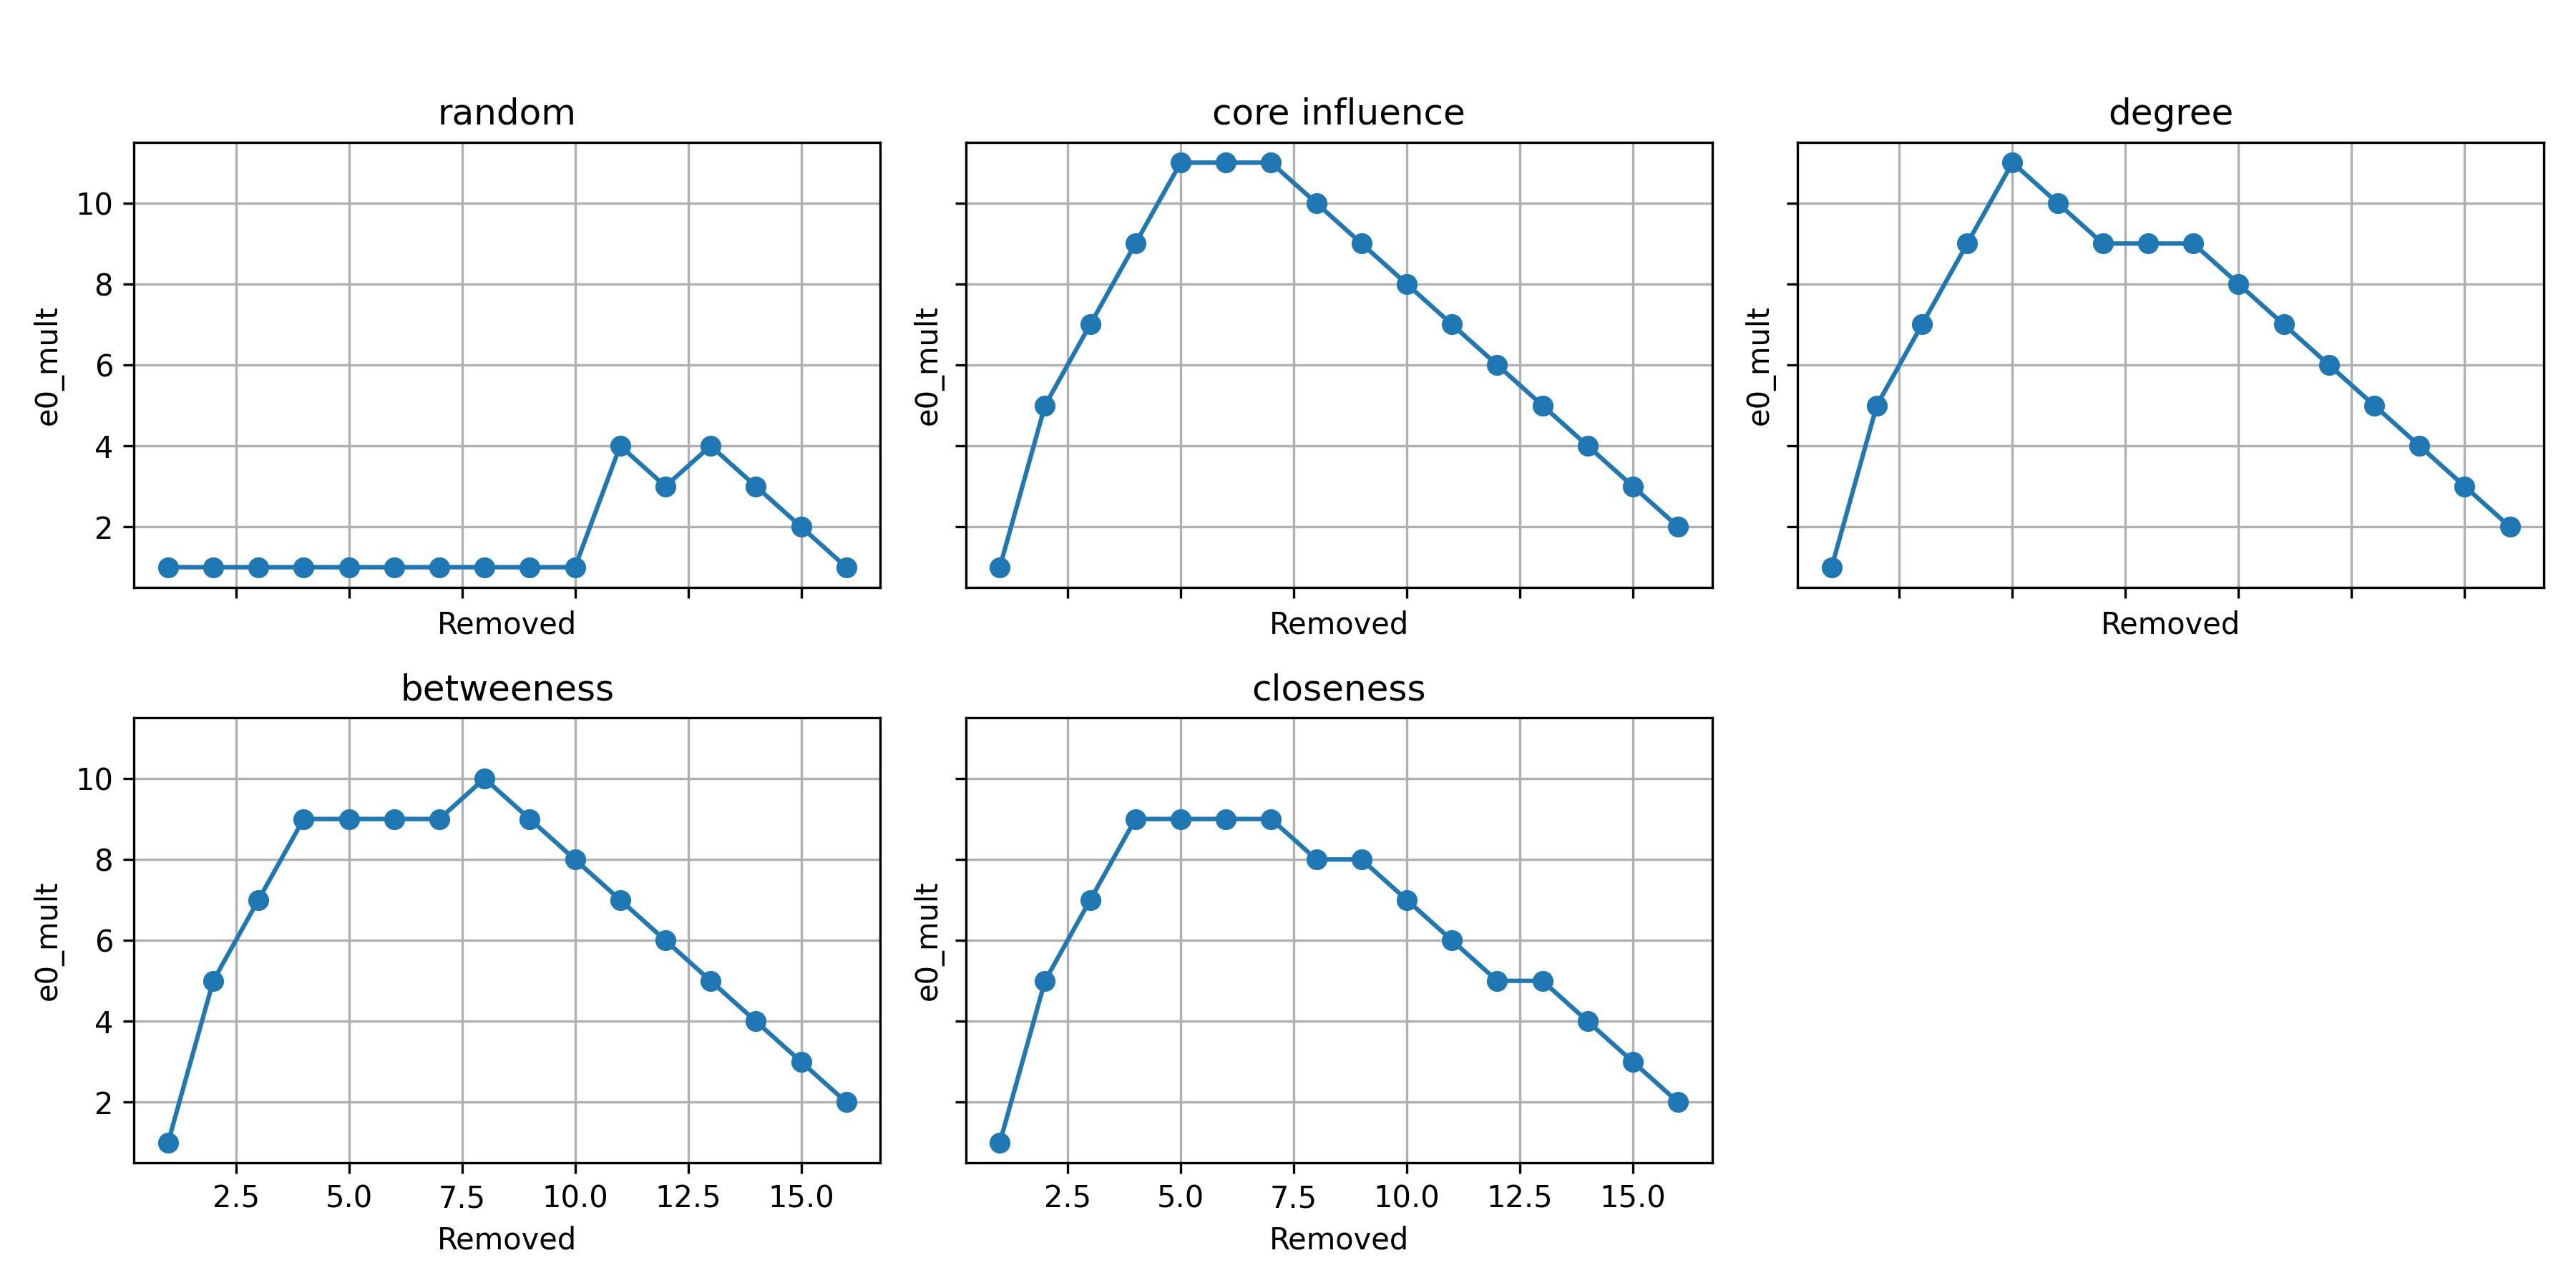 random
core influence
degree
10
8
6
4
2
e0_mult
e0_mult
e0_mult
Removed
Removed
Removed
betweeness
closeness
10
8
6
4
2
e0_mult
e0_mult
2.5 5.0 7.5 10.0 12.5 15.0
2.5 5.0 7.5 10.0 12.5 15.0
Removed
Removed